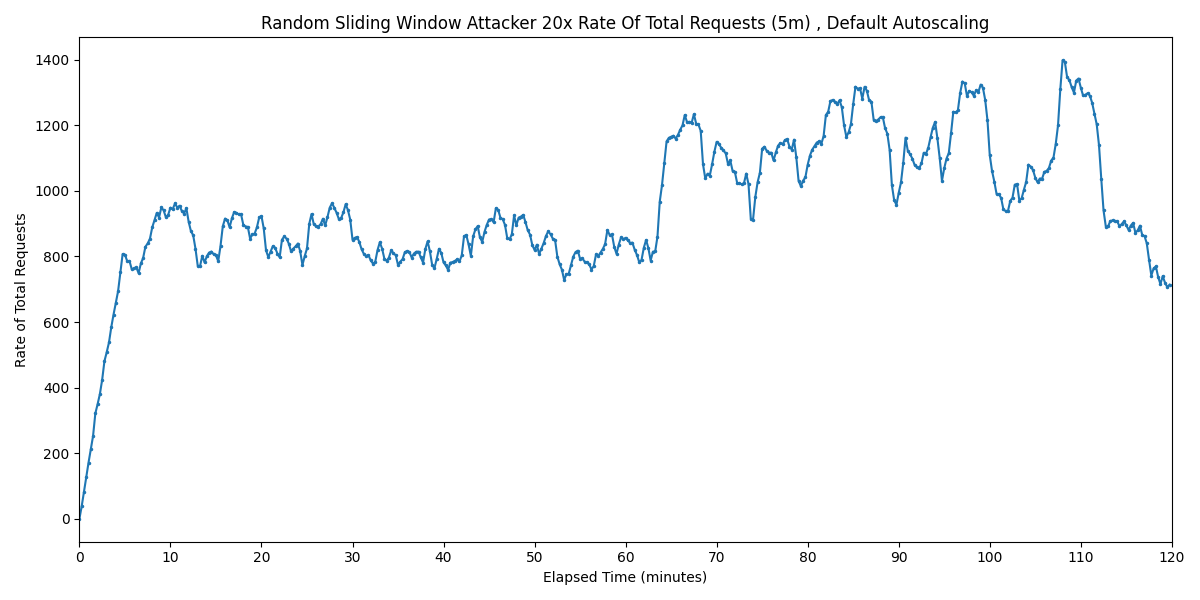 Random Sliding Window Attacker 20x Rate Of Total Requests (5m) , Default Autoscaling
1400
1200
1000
800
600
400
200
0
Rate of Total Requests
0 10 20 30 40 50 60 70 80 90 100 110 120
Elapsed Time (minutes)